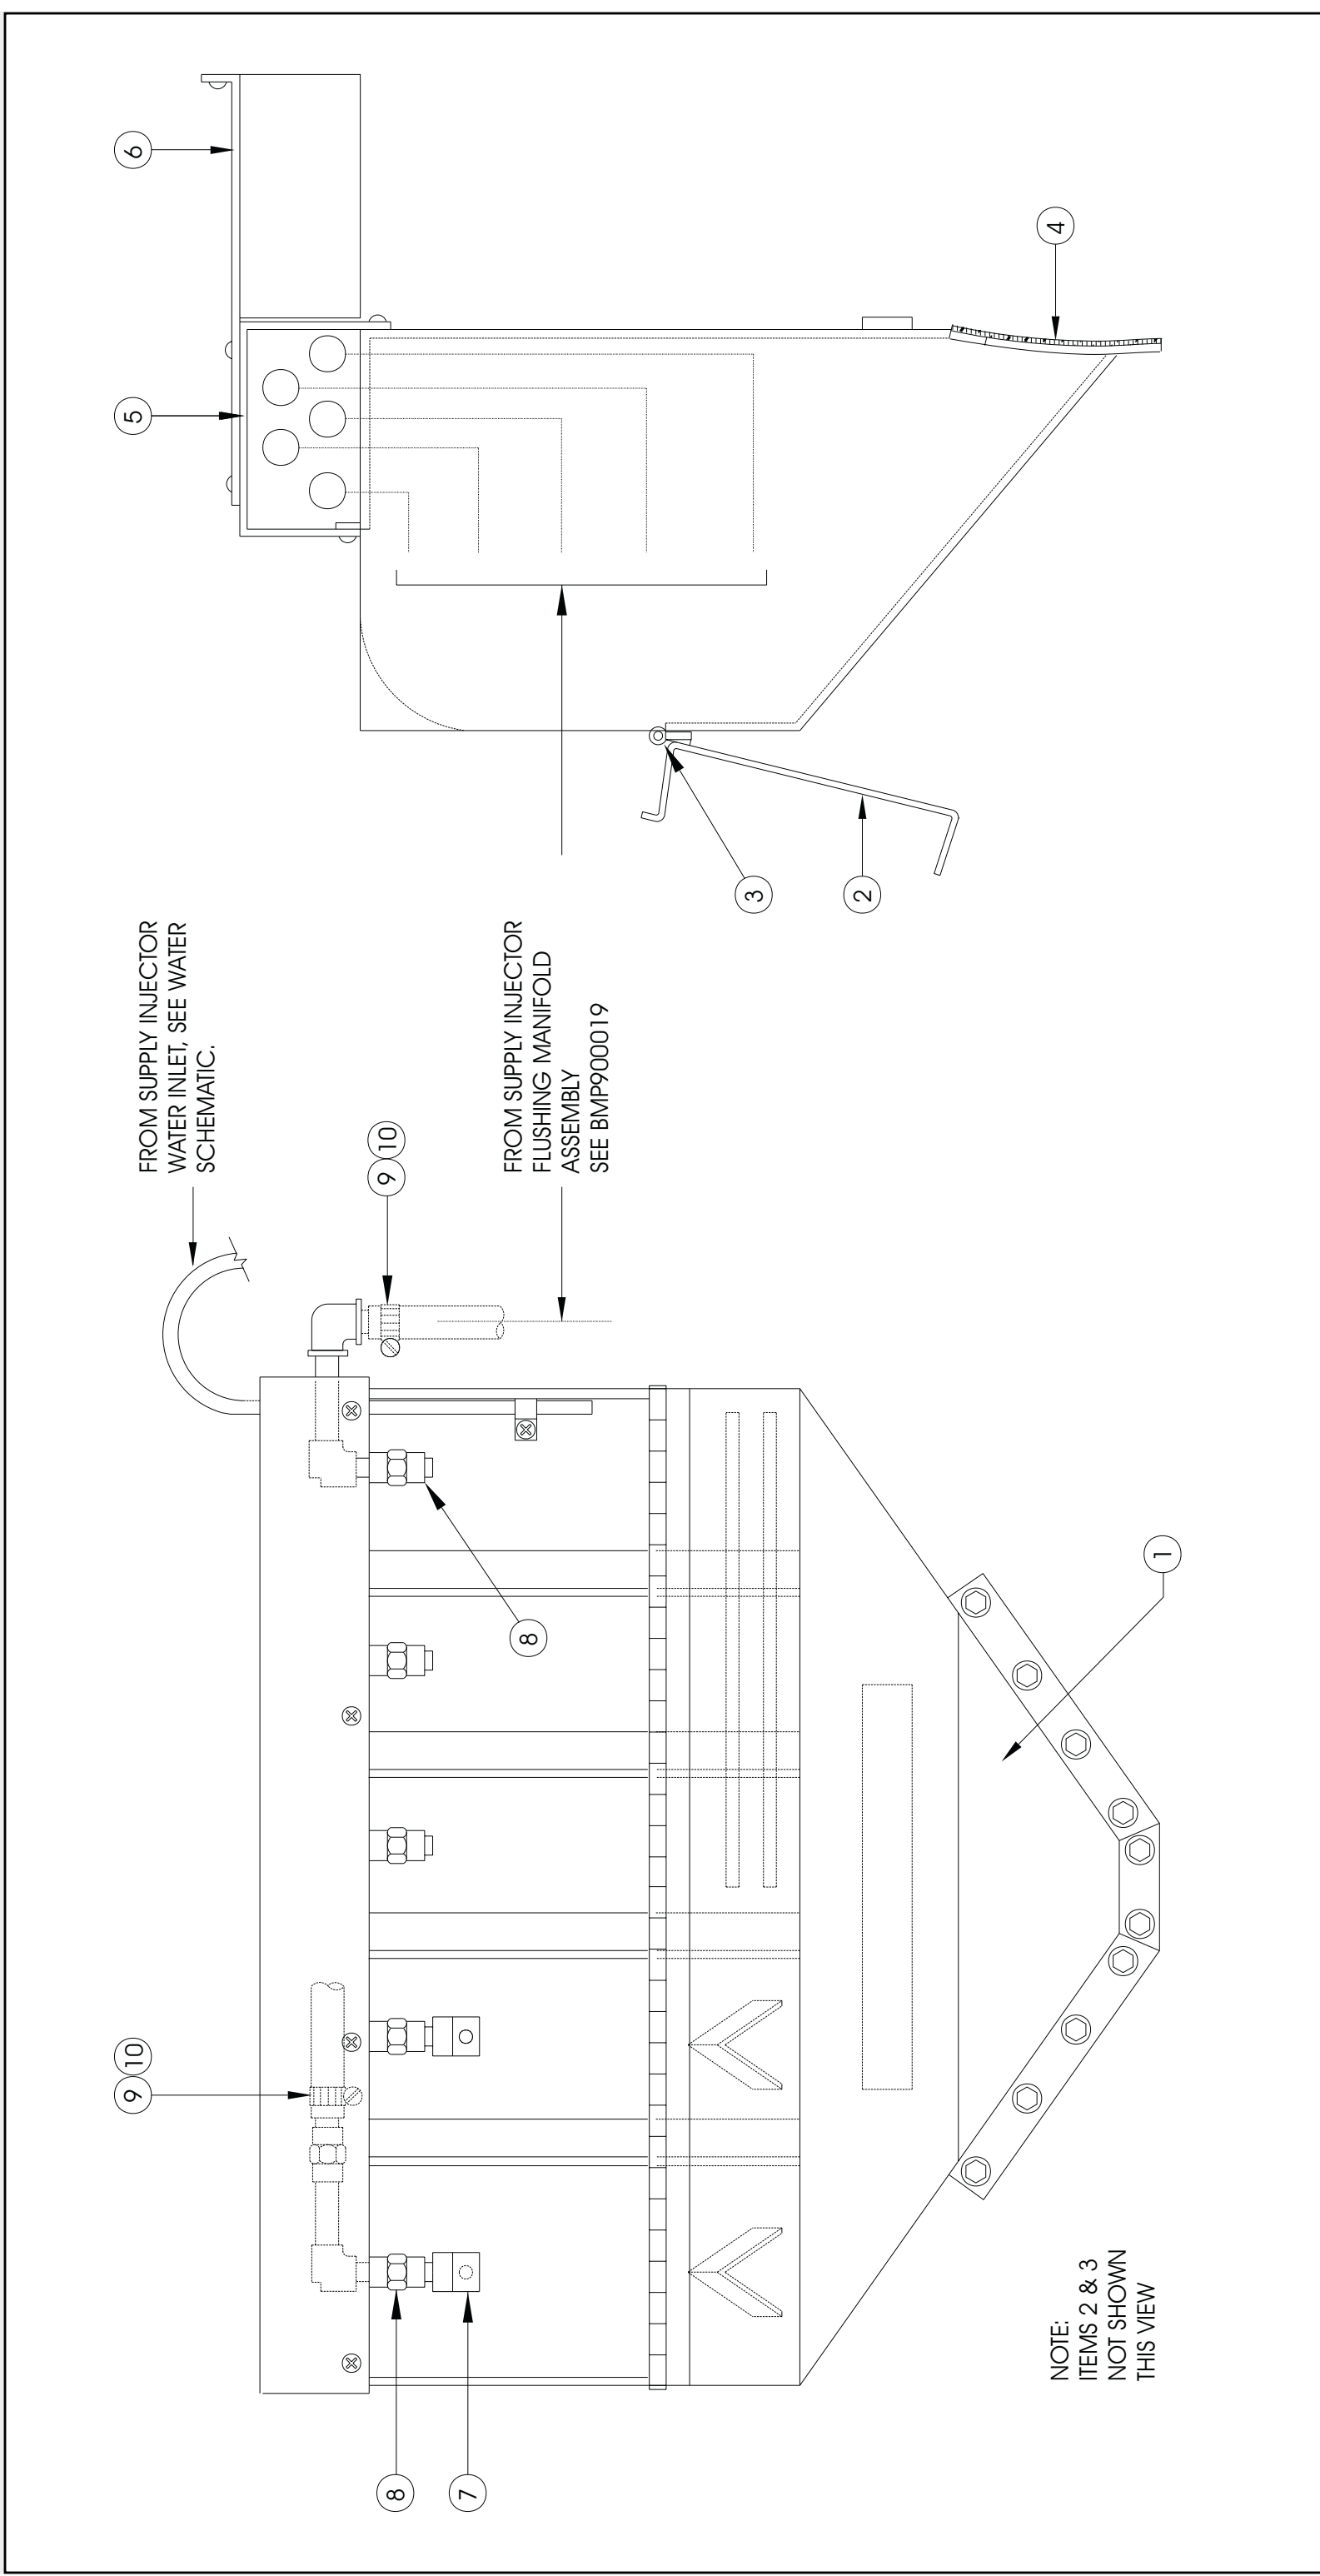 FROM SUPPLY INJECTOR
WATER INLET, SEE WATER
SCHEMATIC.
FROM SUPPLY INJECTOR
FLUSHING MANIFOLD
ASSEMBLY
SEE BMP900019
NOTE:
ITEMS 2 & 3
NOT SHOWN
THIS VIEW
9 10
8
7
8
9 10
1
5
6
3
2
4